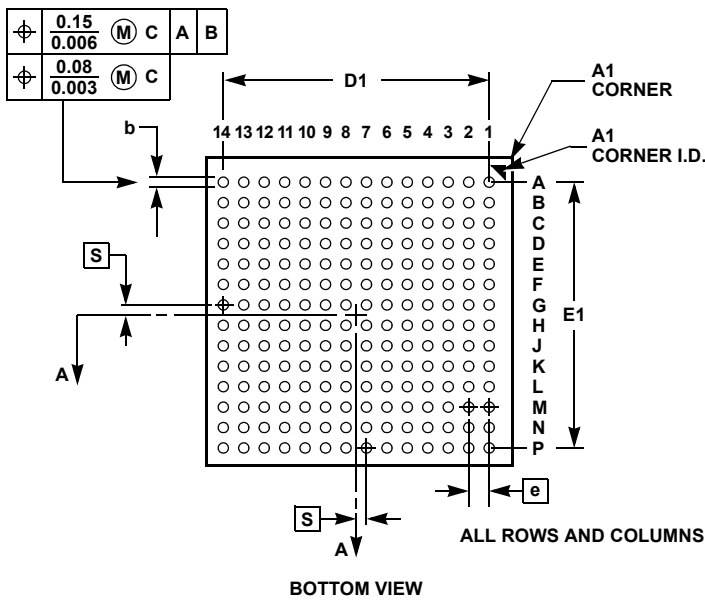 0.15
0.006 M C A B
0.08
0.003 M C
D1
A1
CORNER
b
14 13 12 11 10 9 8 7 6 5 4 3 2 1
A1
CORNER I.D.
A
B
C
D
E
F
G
H
J
K
L
M
N
P
S
E1
A
e
S
ALL ROWS AND COLUMNS
A
BOTTOM VIEW